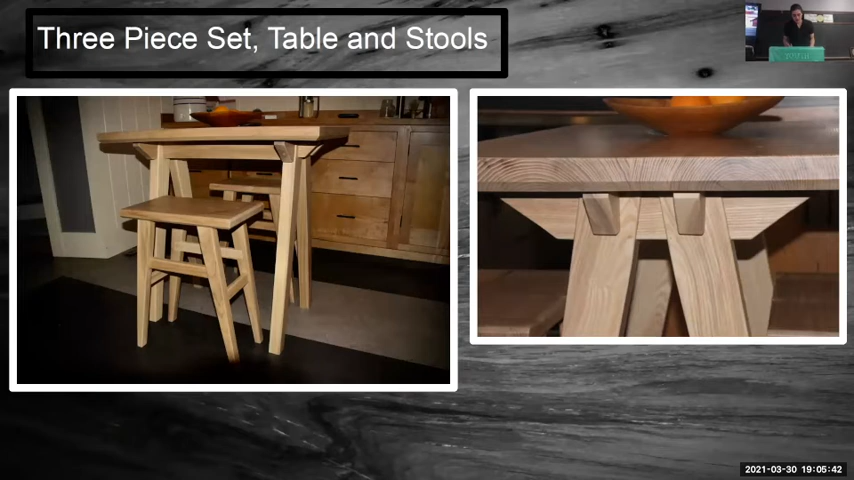 Three Piece Set, Table and Stools
2021-03-30 19:05:42